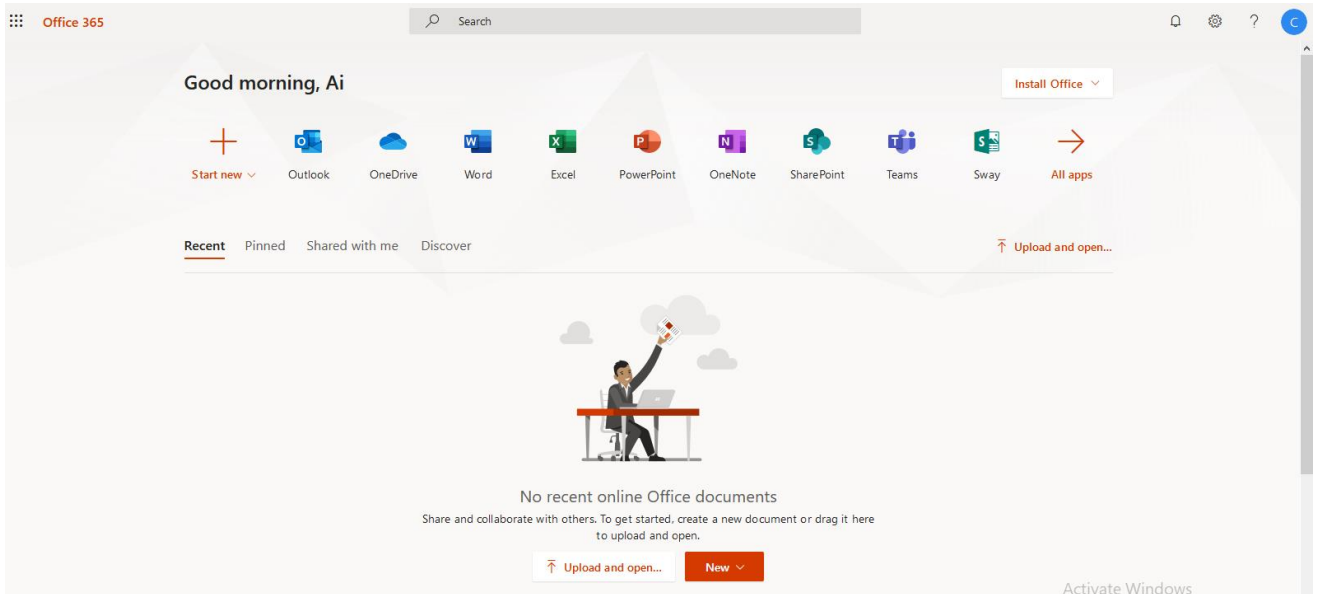 Office 365
Search
?
C
Good morning, Ai
Install Office
Start new
O
Outlook
OneDrive
W
Word
X
Excel
P
PowerPoint
N
OneNote
S
SharePoint
T
Teams
S
Sway
All apps
Recent Pinned Shared with me Discover
Upload and open...
No recent online Office documents
Share and collaborate with others. To get started, create a new document or drag it here
to upload and open.
Upload and open...
New
Activate Windows